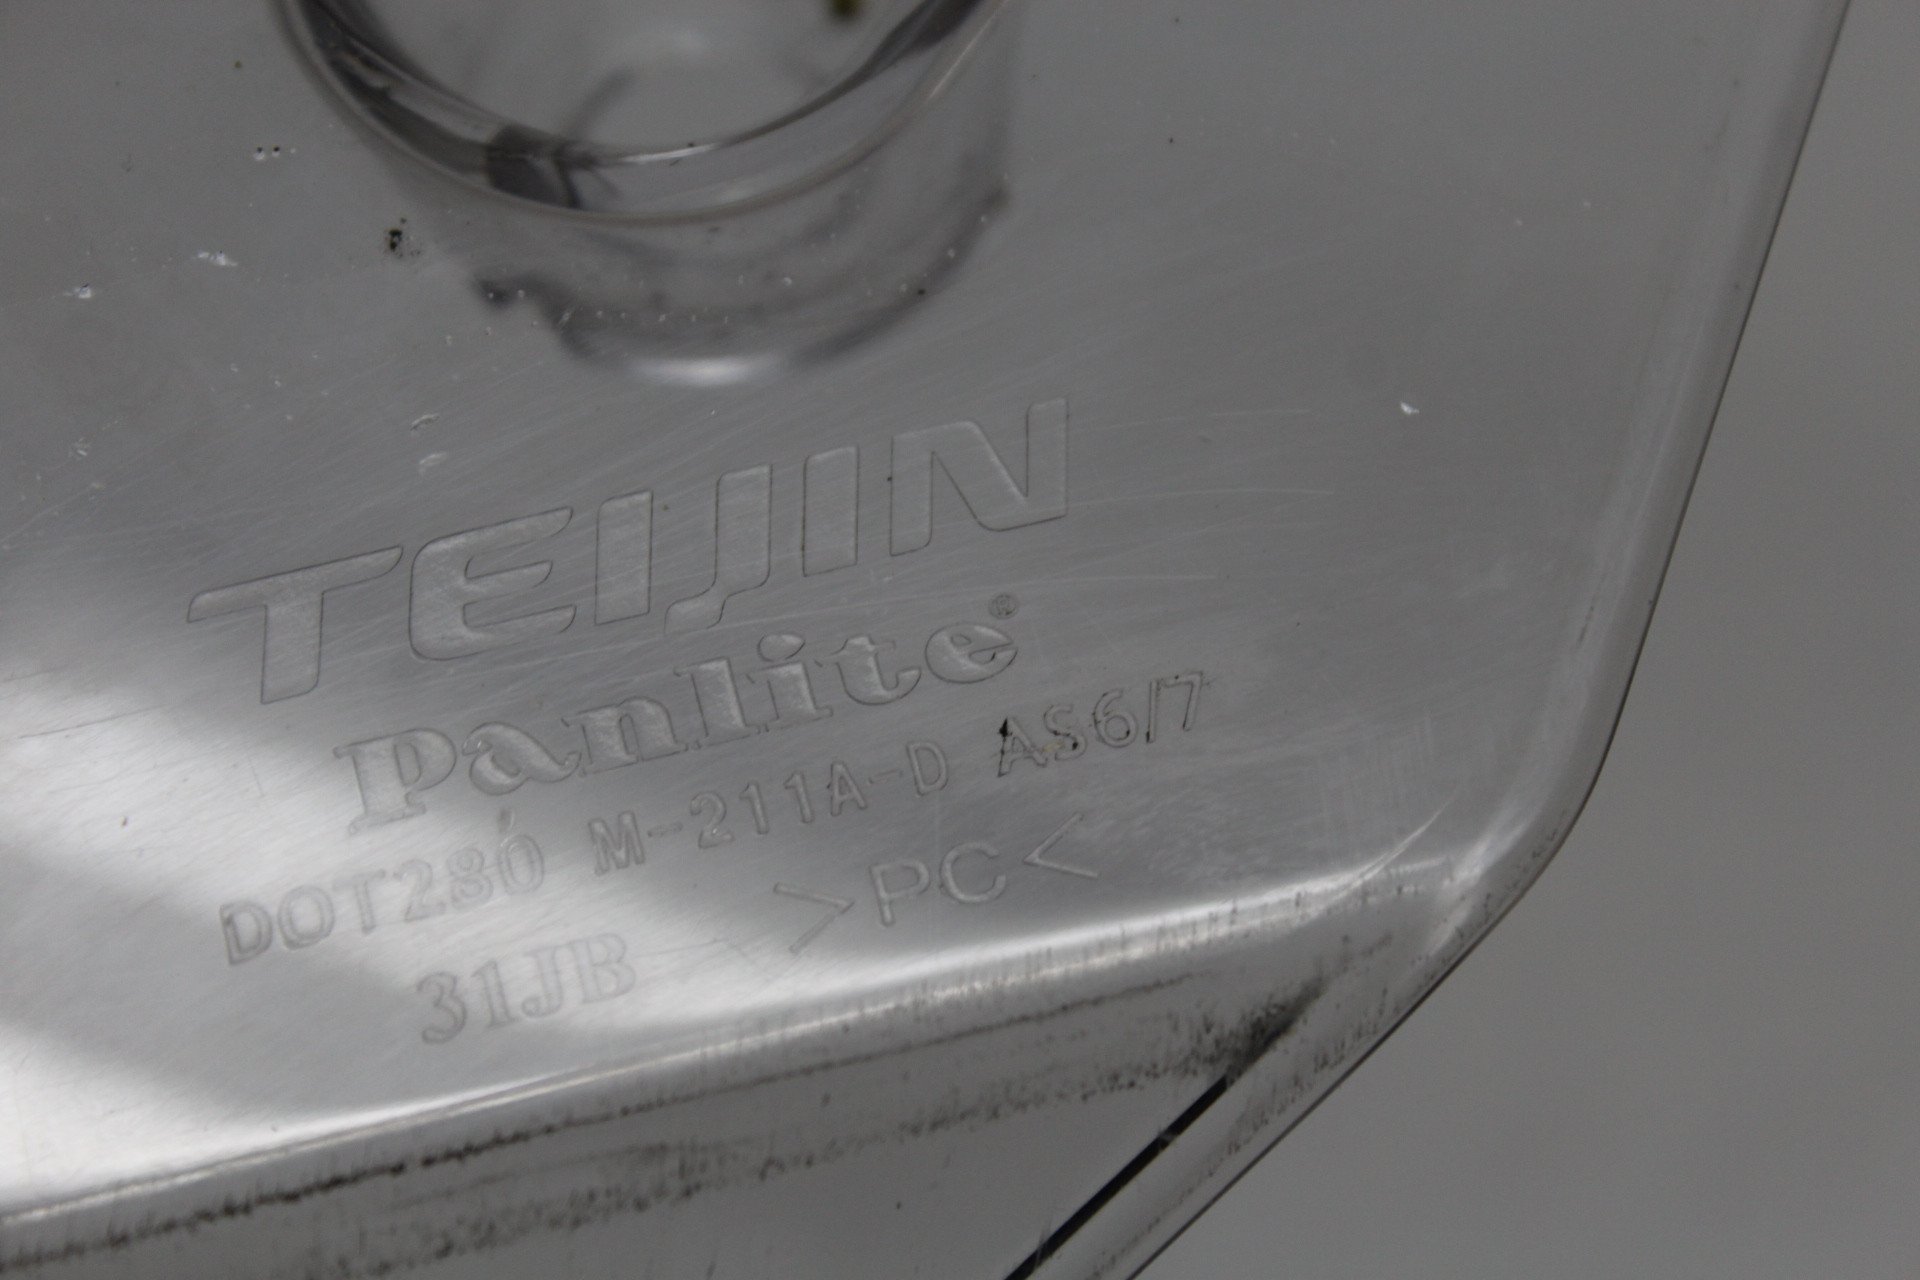 TEIJIN
Panlite®
DOT280 M-211A-D AS6/7
>PC<
31JB